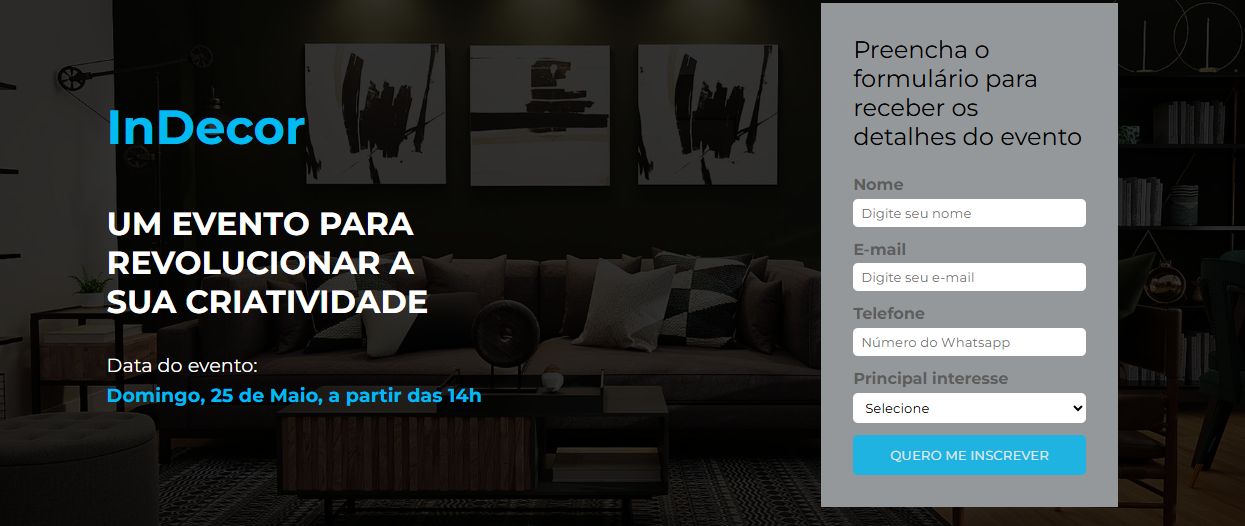 InDecor
UM EVENTO PARA
REVOLUCIONAR A
SUA CRIATIVIDADE
Data do evento:
Domingo, 25 de Maio, a partir das 14h
Preencha o
formulário para
receber os
detalhes do evento
Nome
Digite seu nome
E-mail
Digite seu e-mail
Telefone
Número do Whatsapp
Principal interesse
Selecione
QUERO ME INSCREVER